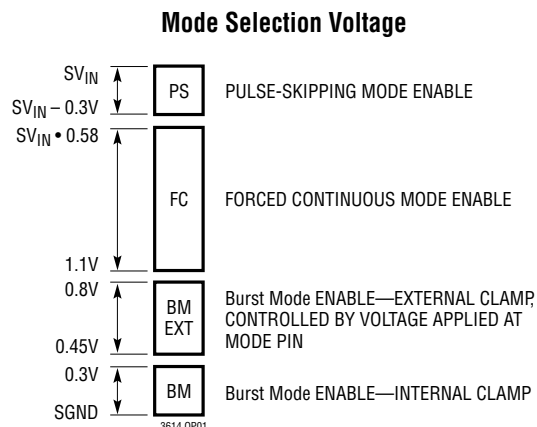 Mode Selection Voltage
SVIN
SVIN – 0.3V
PS
PULSE-SKIPPING MODE ENABLE
SVIN • 0.58
1.1V
FC
FORCED CONTINUOUS MODE ENABLE
0.8V
0.45V
BM
EXT
Burst Mode ENABLE—EXTERNAL CLAMP,
CONTROLLED BY VOLTAGE APPLIED AT
MODE PIN
0.3V
SGND
BM
Burst Mode ENABLE—INTERNAL CLAMP
3614 OP01